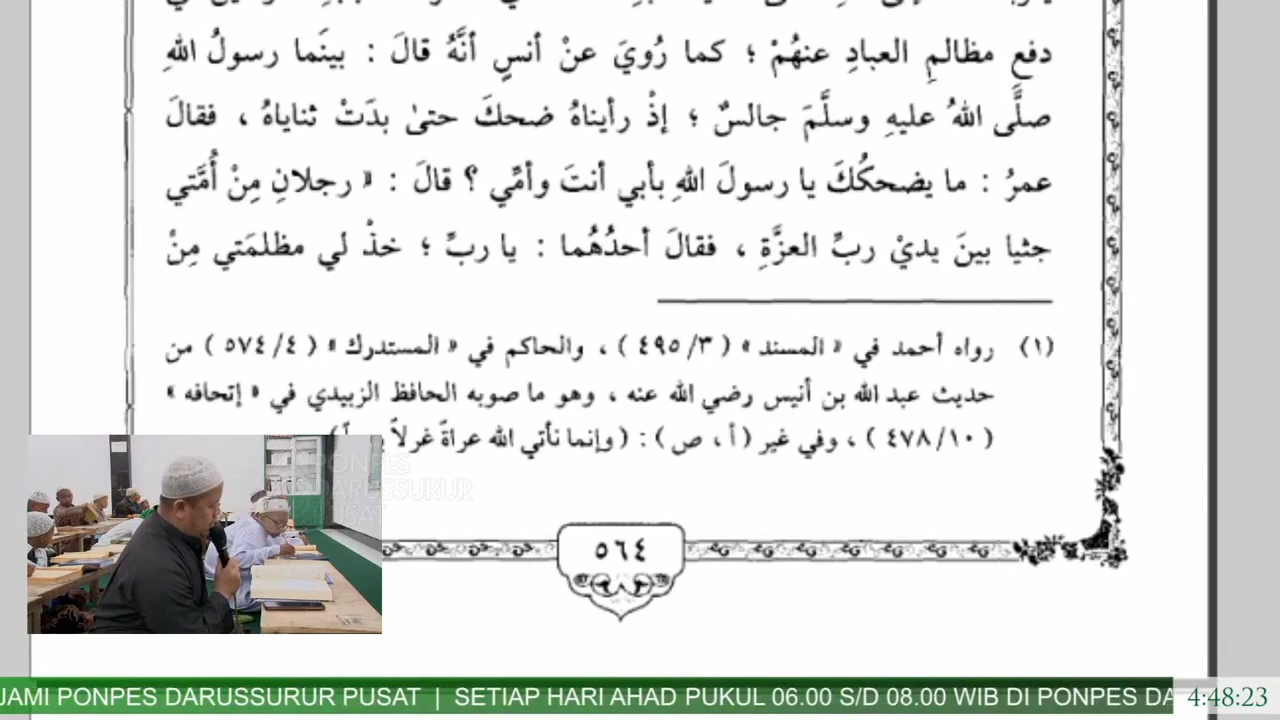 دفعِ مظالمِ العبادِ عنهُمْ ؛ كما رُويَ عنْ أنسٍ أنَّهُ قالَ : بينَما رسولُ اللهِ
صلَّى اللهُ عليهِ وسلَّمَ جالسٌ ؛ إذْ رأيناهُ ضحكَ حتىٰ بدَتْ ثناياهُ ، فقالَ
عمرُ : ما يضحكُكَ يا رسولَ اللهِ بأبي أنتَ وأمِّي ؟ قالَ : « رجلانِ مِنْ أُمَّتي
جثيا بينَ يديْ ربِّ العزَّةِ ، فقالَ أحدُهُما : يا ربِّ ؛ خذْ لي مظلمَتي مِنْ
(١) رواه أحمد في « المسند » ( ٤٩٥/٣ ) ، والحاكم في « المستدرك » ( ٥٧٤/٤ ) من
حديث عبد الله بن أنيس رضي الله عنه ، وهو ما صوبه الحافظ الزبيدي في « إتحافه »
( ٤٧٨/١٠ ) ، وفي غير ( أ ، ص ) : ( وإنما نأتي الله عراةً غرلاً
PONPES
DARUSSURUR
PUSAT
٥٦٤
JAMI PONPES DARUSSURUR PUSAT | SETIAP HARI AHAD PUKUL 06.00 S/D 08.00 WIB DI PONPES DA
4:48:23